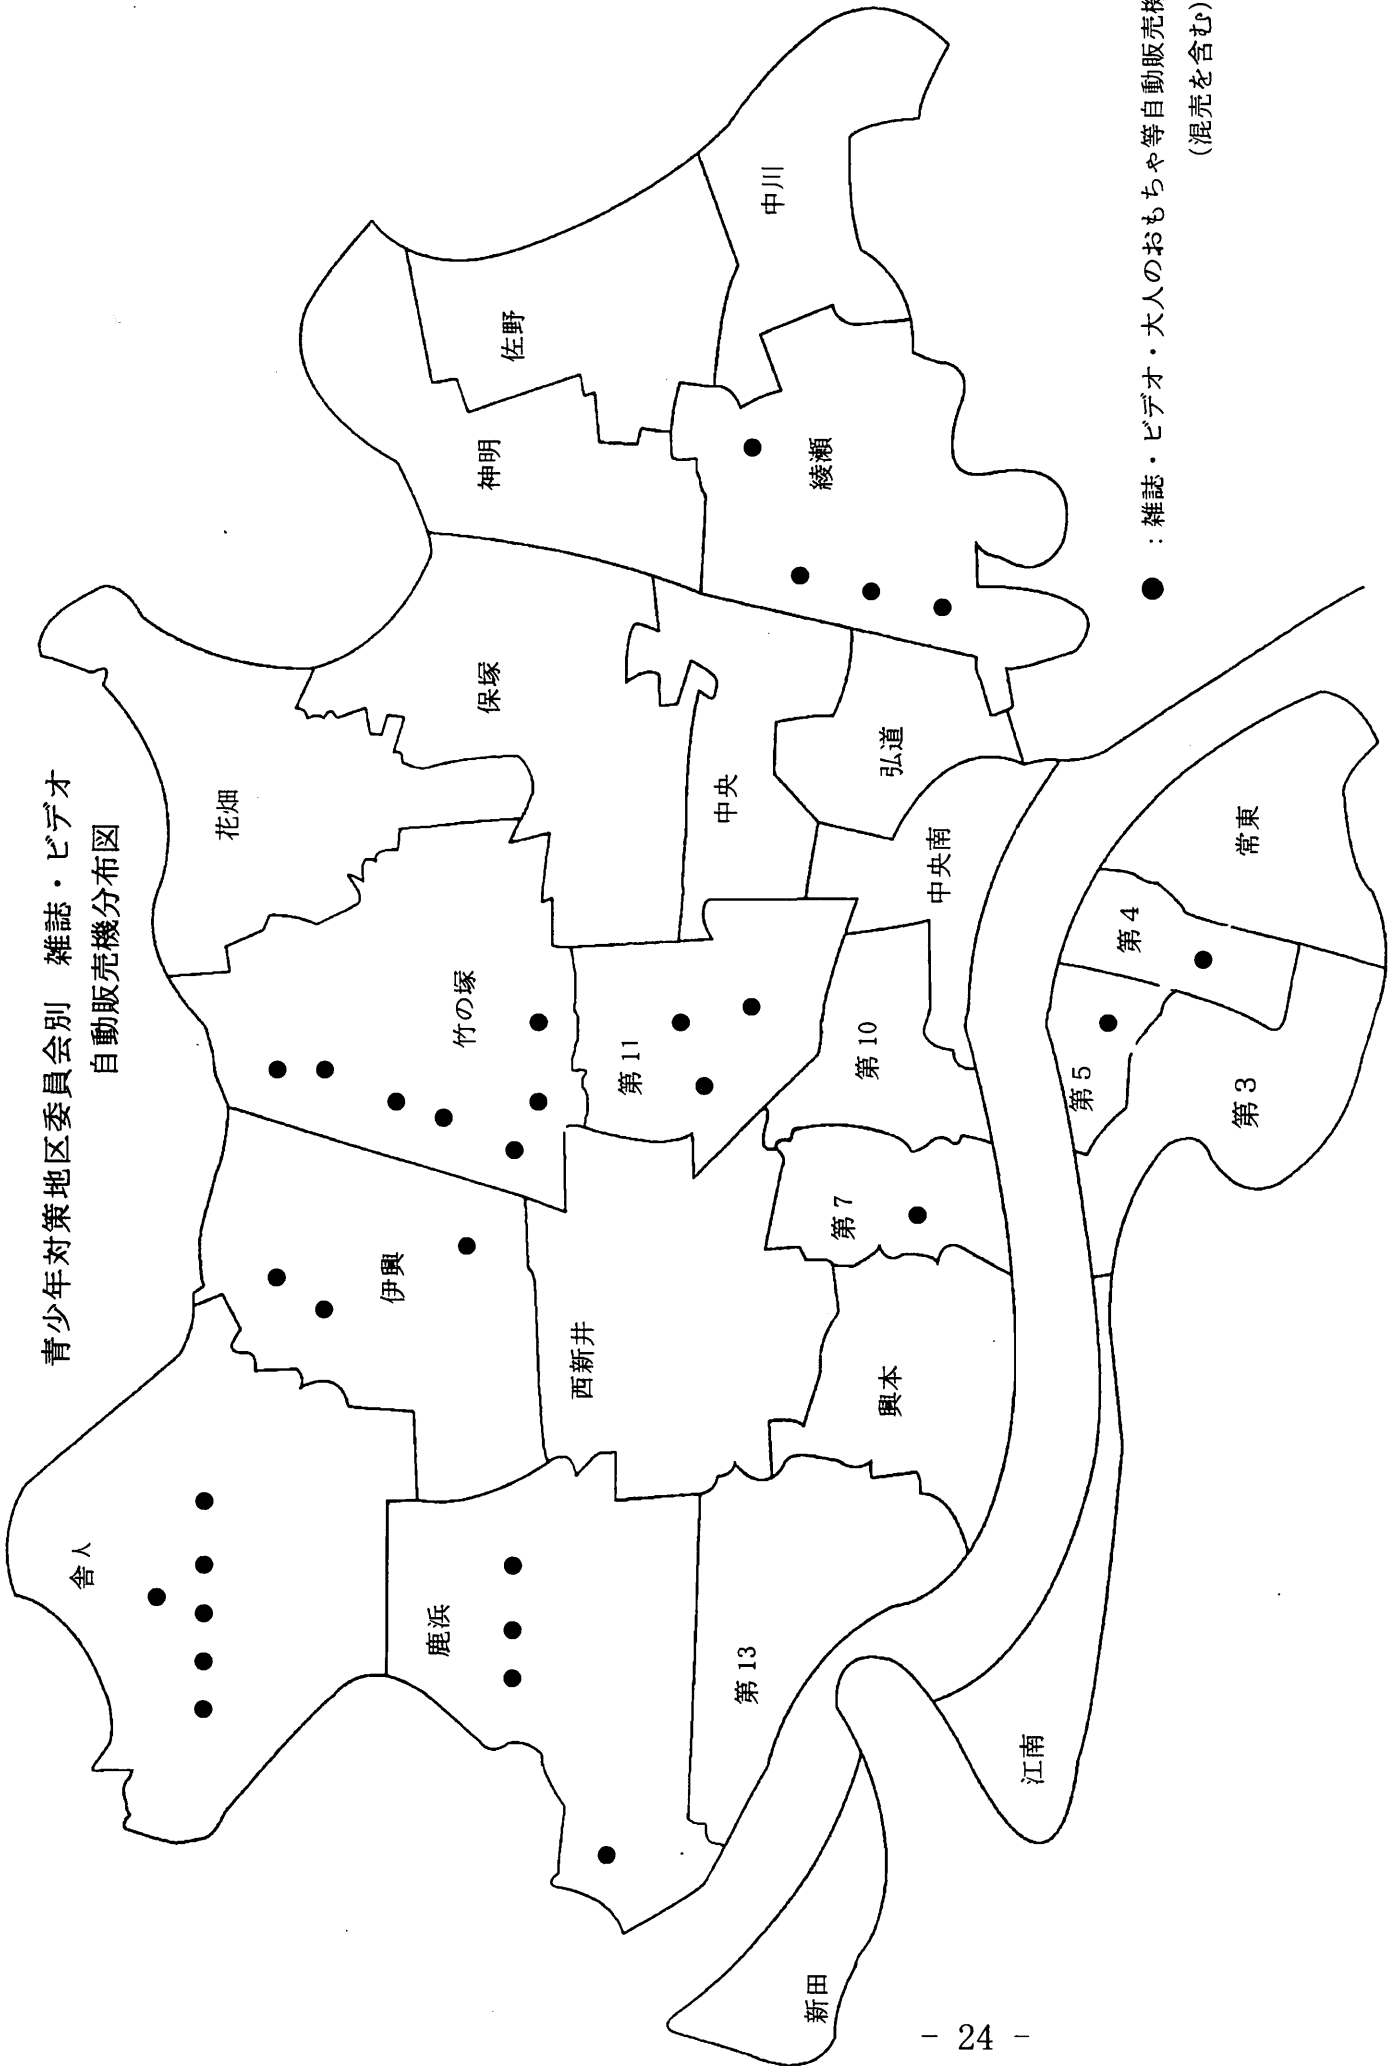 青少年対策地区委員会別 雑誌・ビデオ
自動販売機分布図
舎人
伊興
花畑
竹の塚
鹿浜
西新井
保塚
神明
佐野
第11
第13
中央
中川
第7
第10
興本
弘道
綾瀬
中央南
新田
江南
第5
第4
第3
常東
●:雑誌・ビデオ・大人のおもちゃ等自動販売機
(混売を含む)
- 24 -